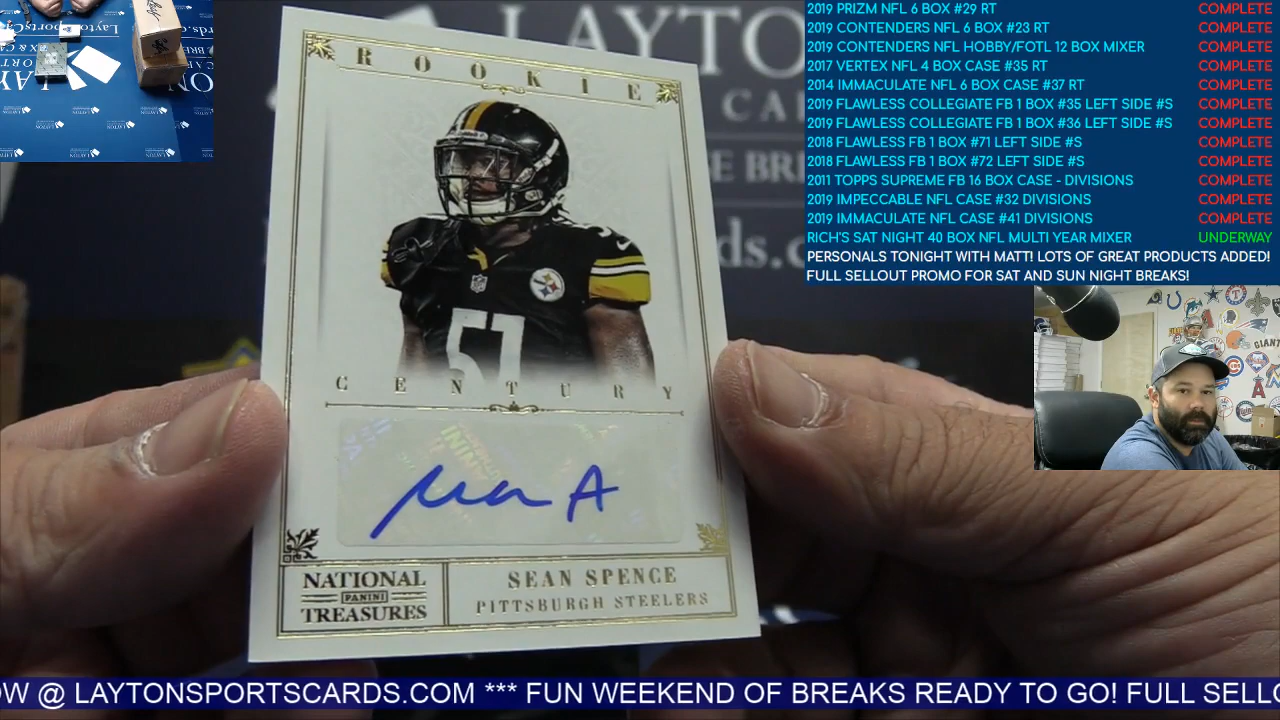 2019 PRIZM NFL 6 BOX #29 RT COMPLETE
2019 CONTENDERS NFL 6 BOX #23 RT COMPLETE
2019 CONTENDERS NFL HOBBY/FOTL 12 BOX MIXER COMPLETE
2017 VERTEX NFL 4 BOX CASE #35 RT COMPLETE
2014 IMMACULATE NFL 6 BOX CASE #37 RT COMPLETE
2019 FLAWLESS COLLEGIATE FB 1 BOX #35 LEFT SIDE #S COMPLETE
2019 FLAWLESS COLLEGIATE FB 1 BOX #36 LEFT SIDE #S COMPLETE
2018 FLAWLESS FB 1 BOX #71 LEFT SIDE #S COMPLETE
2018 FLAWLESS FB 1 BOX #72 LEFT SIDE #S COMPLETE
2011 TOPPS SUPREME FB 16 BOX CASE - DIVISIONS COMPLETE
2019 IMPECCABLE NFL CASE #32 DIVISIONS COMPLETE
2019 IMMACULATE NFL CASE #41 DIVISIONS COMPLETE
RICH'S SAT NIGHT 40 BOX NFL MULTI YEAR MIXER UNDERWAY
PERSONALS TONIGHT WITH MATT! LOTS OF GREAT PRODUCTS ADDED!
FULL SELLOUT PROMO FOR SAT AND SUN NIGHT BREAKS!
ROOKIE
57
CENTURY
NATIONAL
PANINI
TREASURES
SEAN SPENCE
PITTSBURGH STEELERS
OW @ LAYTONSPORTSCARDS.COM *** FUN WEEKEND OF BREAKS READY TO GO! FULL SELLO